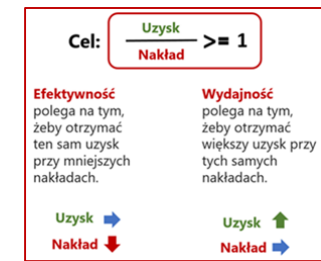 Cel: Uzysk >= 1
Nakład
Efektywność
polega na tym,
żeby otrzymać
ten sam uzysk
przy mniejszych
nakładach.
Uzysk
Nakład
Wydajność
polega na tym,
żeby otrzymać
większy uzysk przy
tych samych
nakładach.
Uzysk
Nakład